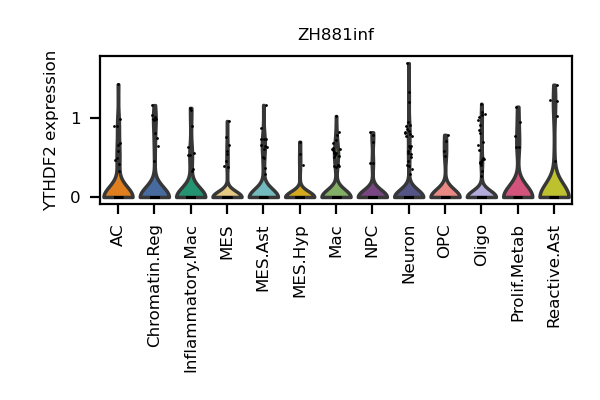 ZH881inf
YTHDF2 expression
1
0
AC
Chromatin.Reg
Inflammatory.Mac
MES
MES.Ast
MES.Hyp
Mac
NPC
Neuron
OPC
Oligo
Prolif.Metab
Reactive.Ast